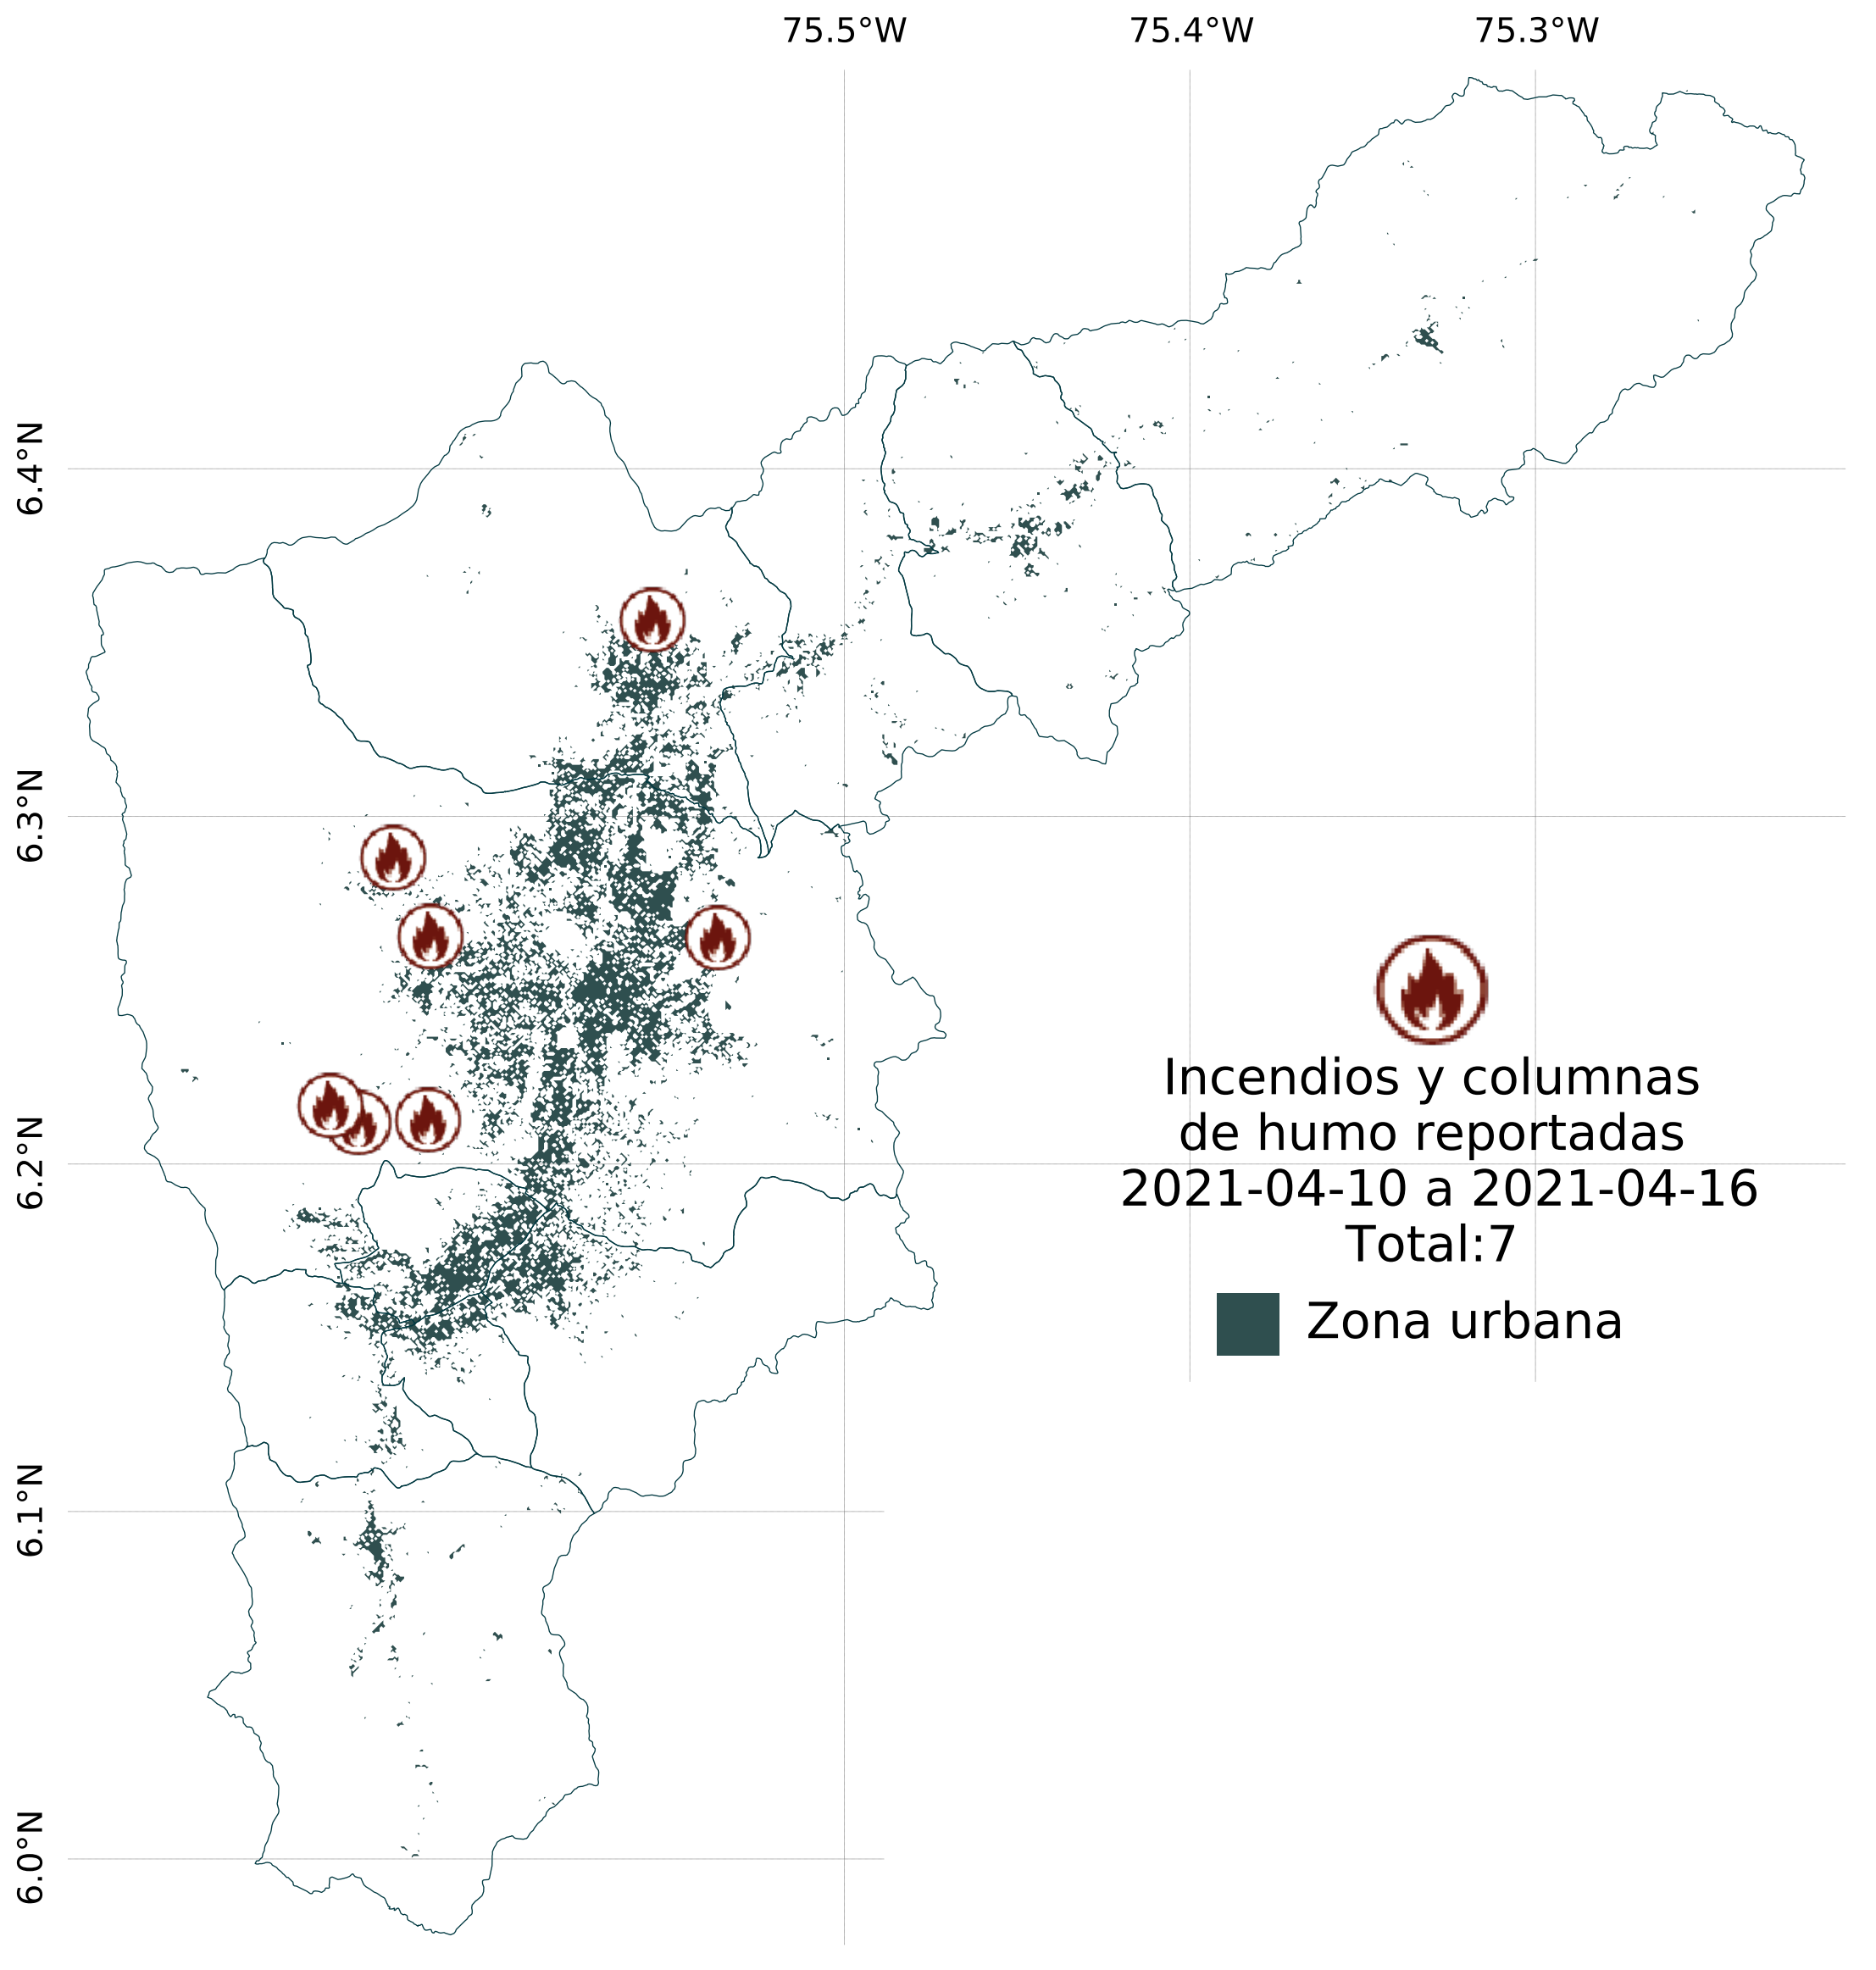 75.5°W 75.4°W 75.3°W
6.4°N
6.3°N
6.2°N
6.1°N
6.0°N
Incendios y columnas
de humo reportadas
2021-04-10 a 2021-04-16
Total:7
Zona urbana